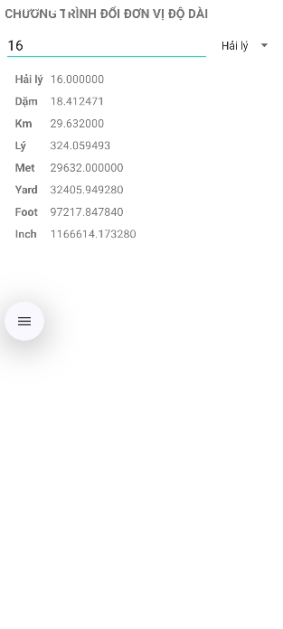 CHƯƠNG TRÌNH ĐỔI ĐƠN VỊ ĐỘ DÀI
16 Hải lý
Hải lý 16.000000
Dặm 18.412471
Km 29.632000
Lý 324.059493
Met 29632.000000
Yard 32405.949280
Foot 97217.847840
Inch 1166614.173280